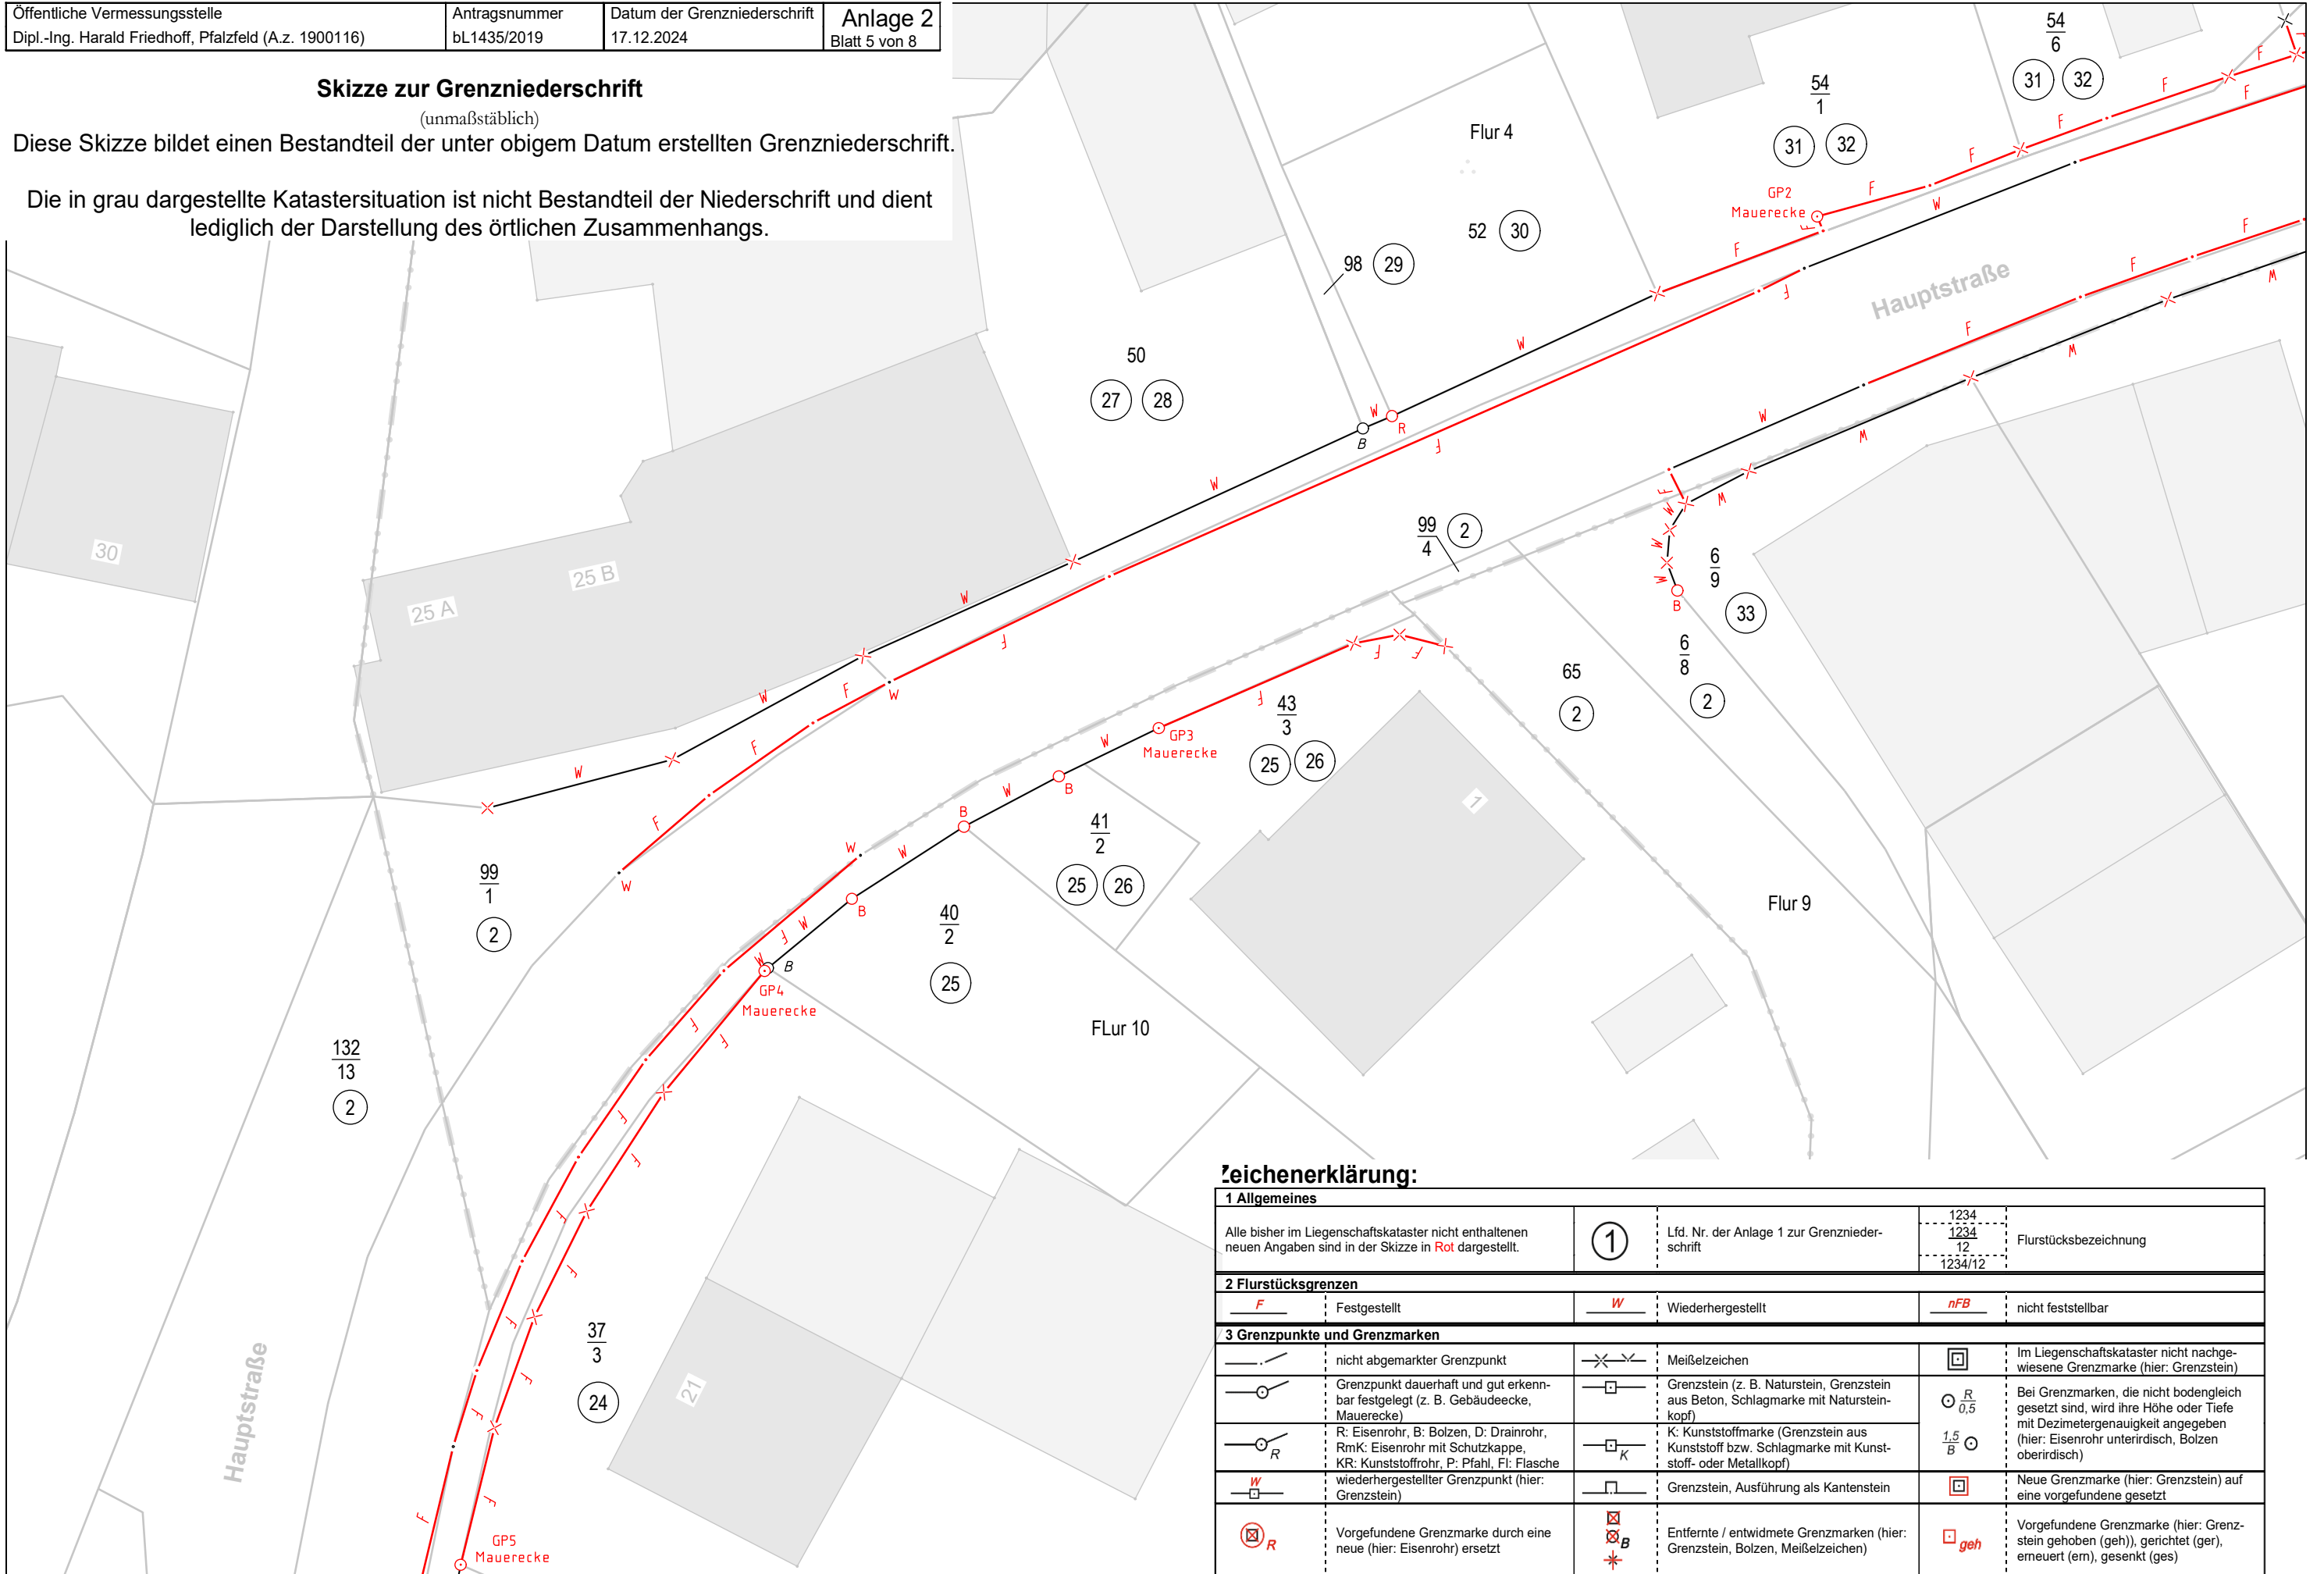 Öffentliche Vermessungsstelle
Dipl.-Ing. Harald Friedhoff, Pfalzfeld (A.z. 1900116)
Antragsnummer
bL1435/2019
Datum der Grenzniederschrift
17.12.2024
Anlage 2
Blatt 5 von 8
Skizze zur Grenzniederschrift
(unmaßstäblich)
Diese Skizze bildet einen Bestandteil der unter obigem Datum erstellten Grenzniederschrift.
Die in grau dargestellte Katastersituation ist nicht Bestandteil der Niederschrift und dient
lediglich der Darstellung des örtlichen Zusammenhangs.
54
6
31 32
54
1
31 32
Flur 4
GP2
Mauerecke
52 30
98 29
Hauptstraße
50
27 28
B
R
30
25 B
25 A
99
4
2
6
9
33
B
6
8
2
65
2
43
3
25 26
GP3
Mauerecke
1
B
B
41
2
25 26
B
40
2
25
B
GP4
Mauerecke
99
1
2
Flur 9
FLur 10
132
13
2
37
3
24
21
Hauptstraße
GP5
Mauerecke
Zeichenerklärung:
1 Allgemeines
Alle bisher im Liegenschaftskataster nicht enthaltenen
neuen Angaben sind in der Skizze in Rot dargestellt.
1
Lfd. Nr. der Anlage 1 zur Grenznieder-
schrift
1234
1234
12
1234/12
Flurstücksbezeichnung
2 Flurstücksgrenzen
F
Festgestellt
W
Wiederhergestellt
nFB
nicht feststellbar
3 Grenzpunkte und Grenzmarken
nicht abgemarkter Grenzpunkt
Meißelzeichen
Im Liegenschaftskataster nicht nachge-
wiesene Grenzmarke (hier: Grenzstein)
Grenzpunkt dauerhaft und gut erkenn-
bar festgelegt (z. B. Gebäudeecke,
Mauerecke)
Grenzstein (z. B. Naturstein, Grenzstein
aus Beton, Schlagmarke mit Naturstein-
kopf)
R
0,5
1,5
B
Bei Grenzmarken, die nicht bodengleich
gesetzt sind, wird ihre Höhe oder Tiefe
mit Dezimetergenauigkeit angegeben
(hier: Eisenrohr unterirdisch, Bolzen
oberirdisch)
R
R: Eisenrohr, B: Bolzen, D: Drainrohr,
RmK: Eisenrohr mit Schutzkappe,
KR: Kunststoffrohr, P: Pfahl, Fl: Flasche
K
K: Kunststoffmarke (Grenzstein aus
Kunststoff bzw. Schlagmarke mit Kunst-
stoff- oder Metallkopf)
W
wiederhergestellter Grenzpunkt (hier:
Grenzstein)
Grenzstein, Ausführung als Kantenstein
Neue Grenzmarke (hier: Grenzstein) auf
eine vorgefundene gesetzt
R
Vorgefundene Grenzmarke durch eine
neue (hier: Eisenrohr) ersetzt
B
Entfernte / entwidmete Grenzmarken (hier:
Grenzstein, Bolzen, Meißelzeichen)
geh
Vorgefundene Grenzmarke (hier: Grenz-
stein gehoben (geh)), gerichtet (ger),
erneuert (ern), gesenkt (ges)